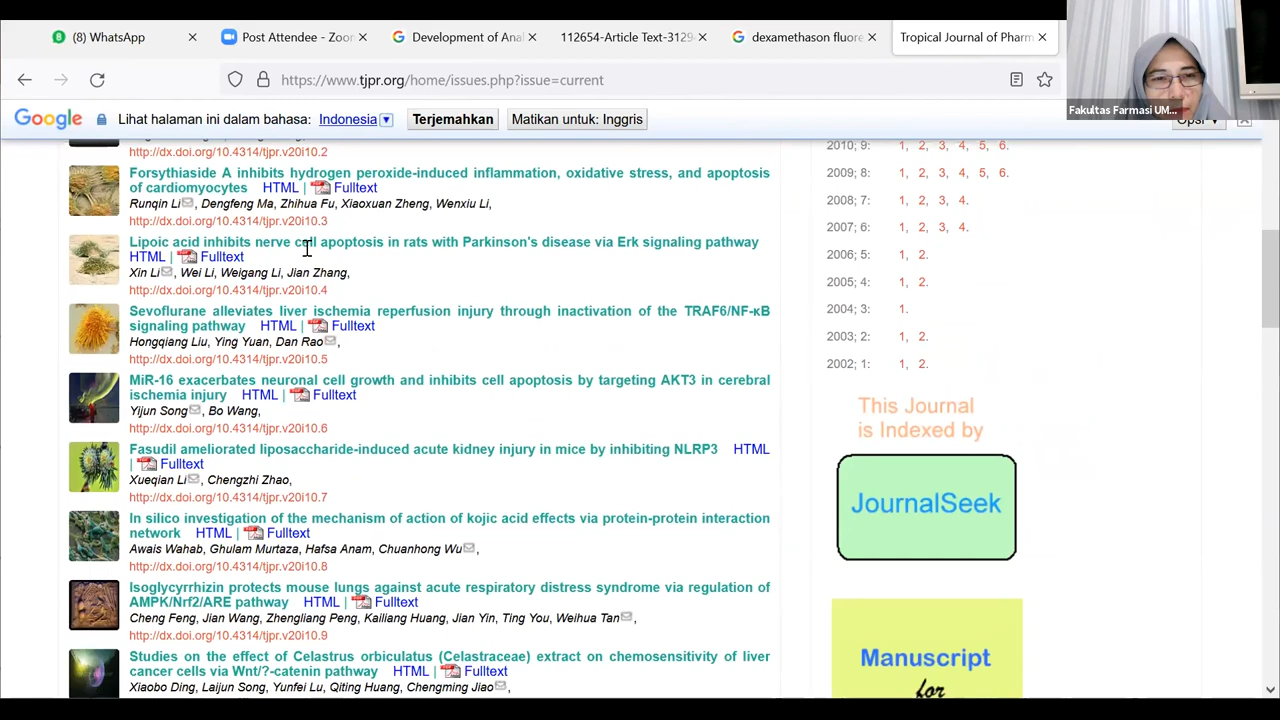 (8) WhatsApp
Post Attendee - Zoo
Development of Ana
112654-Article Text-3129
dexamethason fluore
Tropical Journal of Pharm
https://www.tjpr.org/home/issues.php?issue=current
Fakultas Farmasi UM...
Google
Lihat halaman ini dalam bahasa: Indonesia
Terjemahkan
Matikan untuk: Inggris
http://dx.doi.org/10.4314/tjpr.v20i10.2
Forsythiaside A inhibits hydrogen peroxide-induced inflammation, oxidative stress, and apoptosis
of cardiomyocytes HTML | Fulltext
Runqin Li, Dengfeng Ma, Zhihua Fu, Xiaoxuan Zheng, Wenxiu Li,
http://dx.doi.org/10.4314/tjpr.v20i10.3
Lipoic acid inhibits nerve cell apoptosis in rats with Parkinson's disease via Erk signaling pathway
HTML | Fulltext
Xin Li, Wei Li, Weigang Li, Jian Zhang,
http://dx.doi.org/10.4314/tjpr.v20i10.4
Sevoflurane alleviates liver ischemia reperfusion injury through inactivation of the TRAF6/NF-κB
signaling pathway HTML | Fulltext
Hongqiang Liu, Ying Yuan, Dan Rao,
http://dx.doi.org/10.4314/tjpr.v20i10.5
MiR-16 exacerbates neuronal cell growth and inhibits cell apoptosis by targeting AKT3 in cerebral
ischemia injury HTML | Fulltext
Yijun Song, Bo Wang,
http://dx.doi.org/10.4314/tjpr.v20i10.6
Fasudil ameliorated liposaccharide-induced acute kidney injury in mice by inhibiting NLRP3 HTML
| Fulltext
Xueqian Li, Chengzhi Zhao,
http://dx.doi.org/10.4314/tjpr.v20i10.7
In silico investigation of the mechanism of action of kojic acid effects via protein-protein interaction
network HTML | Fulltext
Awais Wahab, Ghulam Murtaza, Hafsa Anam, Chuanhong Wu,
http://dx.doi.org/10.4314/tjpr.v20i10.8
Isoglycyrrhizin protects mouse lungs against acute respiratory distress syndrome via regulation of
AMPK/Nrf2/ARE pathway HTML | Fulltext
Cheng Feng, Jian Wang, Zhengliang Peng, Kailiang Huang, Jian Yin, Ting You, Weihua Tan,
http://dx.doi.org/10.4314/tjpr.v20i10.9
Studies on the effect of Celastrus orbiculatus (Celastraceae) extract on chemosensitivity of liver
cancer cells via Wnt/?-catenin pathway HTML | Fulltext
Xiaobo Ding, Laijun Song, Yunfei Lu, Qiting Huang, Chengming Jiao,
2010; 9: 1, 2, 3, 4, 5, 6.
2009; 8: 1, 2, 3, 4, 5, 6.
2008; 7: 1, 2, 3, 4.
2007; 6: 1, 2, 3, 4.
2006; 5: 1, 2.
2005; 4: 1, 2.
2004; 3: 1.
2003; 2: 1, 2.
2002; 1: 1, 2.
This Journal
is Indexed by
JournalSeek
Manuscript
for